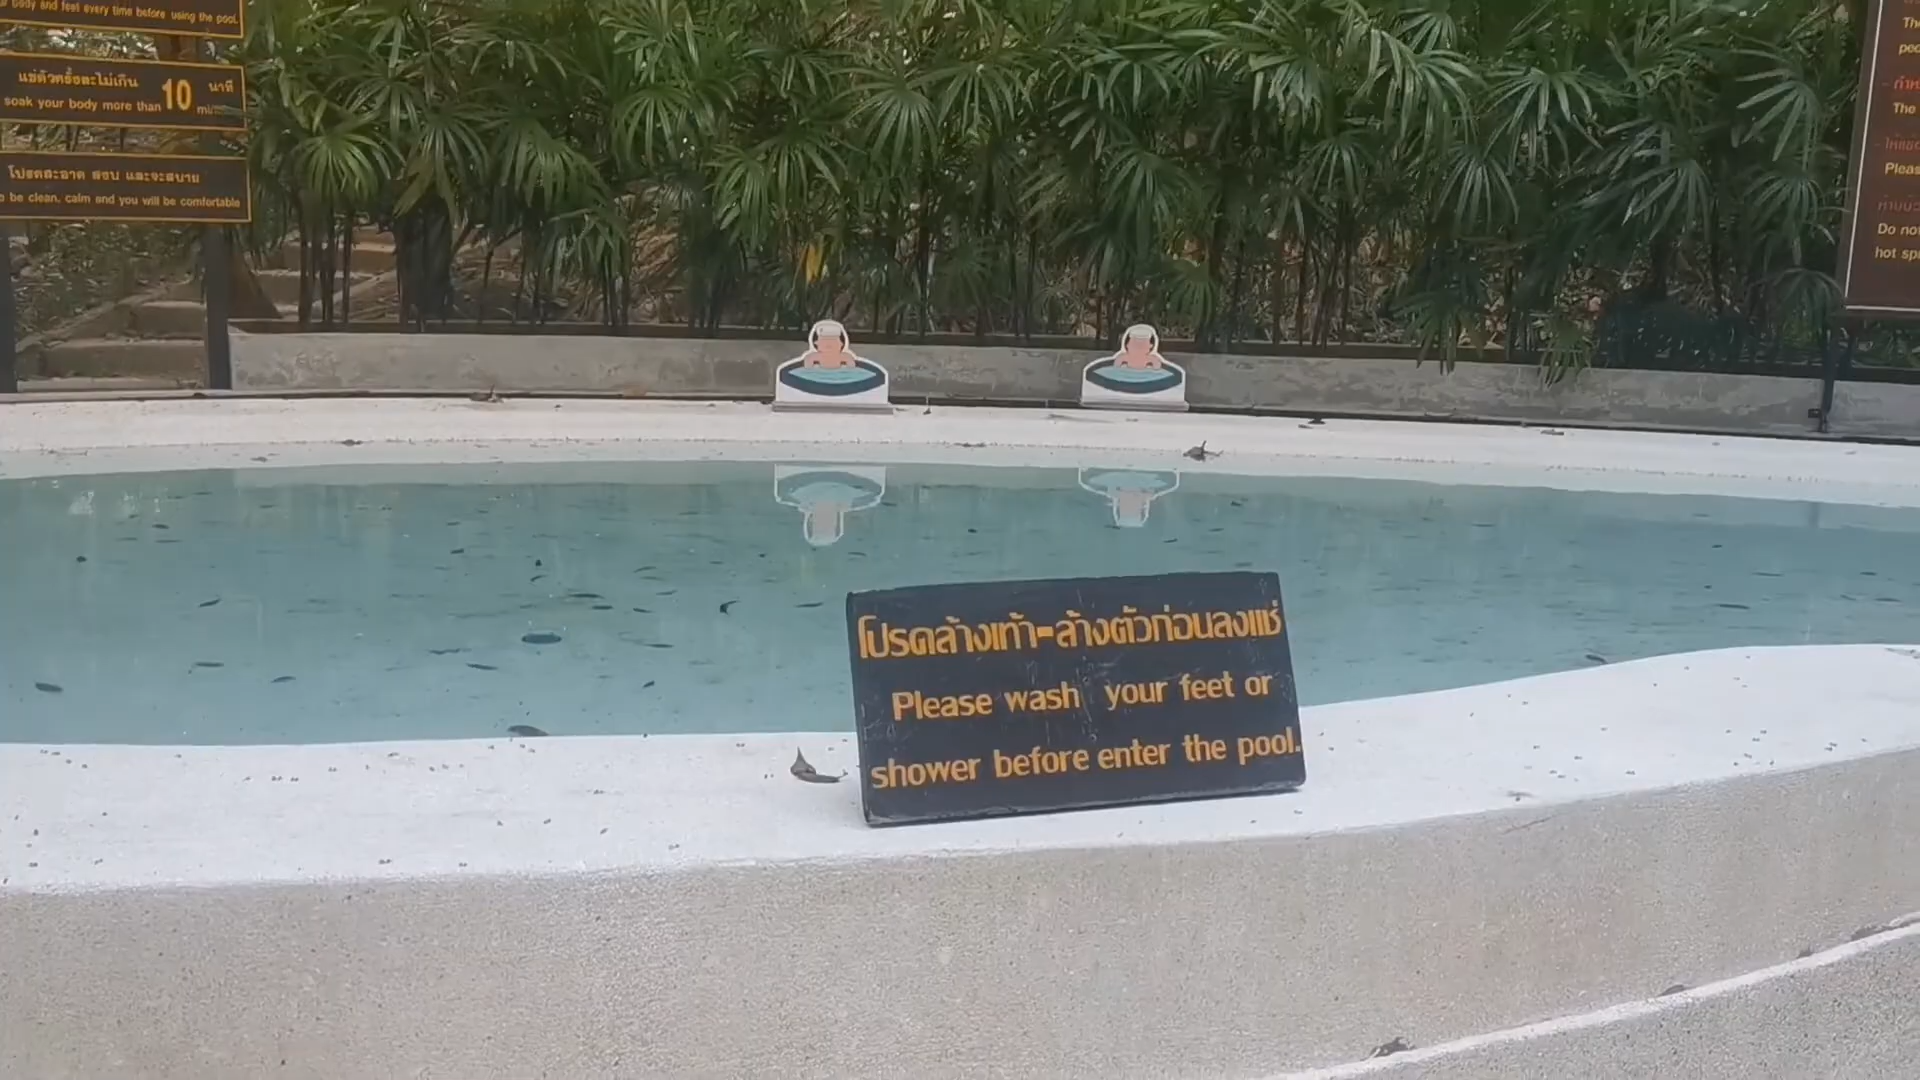 body and feet every time before using the pool.
แช่ตัวครั้งละไม่เกิน 10 นาที
soak your body more than
โปรดสะอาด สงบ และจะสบาย
be clean, calm and you will be comfortable
โปรดล้างเท้า-ล้างตัวก่อนลงแช่
Please wash your feet or
shower before enter the pool.
The
Pleas
Do no
hot sp